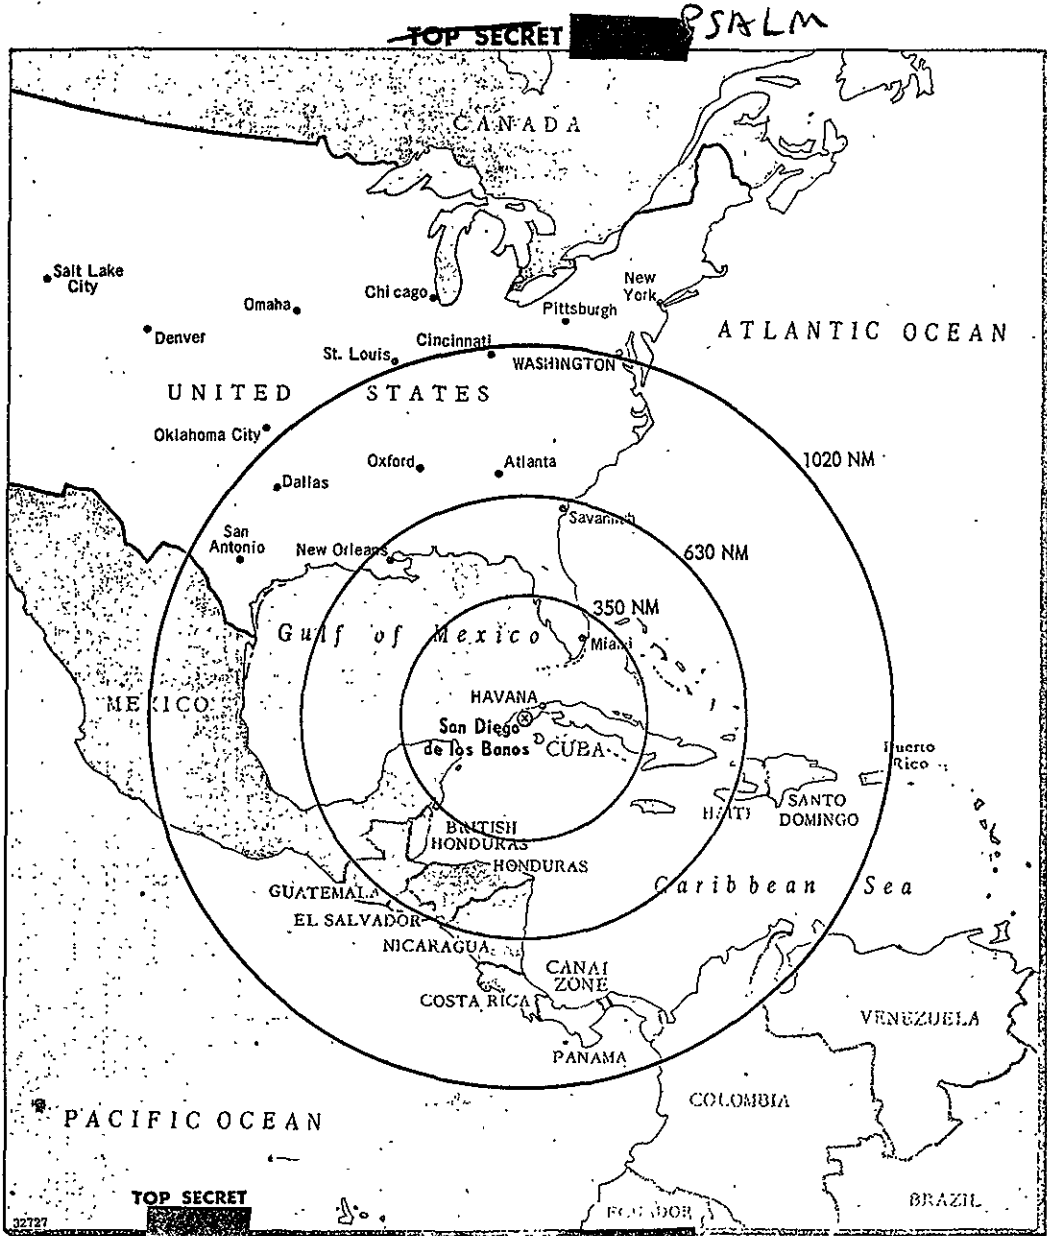 TOP SECRET PSALM
CANADA
Salt Lake
City
Omaha
Chicago
New
York
Pittsburgh
Denver
ATLANTIC OCEAN
Cincinnati
St. Louis
WASHINGTON
UNITED STATES
Oklahoma City
Oxford
Atlanta
1020 NM
Dallas
Savannah
San
Antonio
New Orleans
630 NM
350 NM
Gulf of Mexico
Miami
HAVANA
MEXICO
San Diego
de los Banos
CUBA
Puerto
Rico
HAITI
SANTO
DOMINGO
BRITISH
HONDURAS
HONDURAS
GUATEMALA
Caribbean Sea
EL SALVADOR
NICARAGUA
CANAL
ZONE
COSTA RICA
VENEZUELA
PANAMA
COLOMBIA
PACIFIC OCEAN
TOP SECRET
BRAZIL
ECUADOR
32727